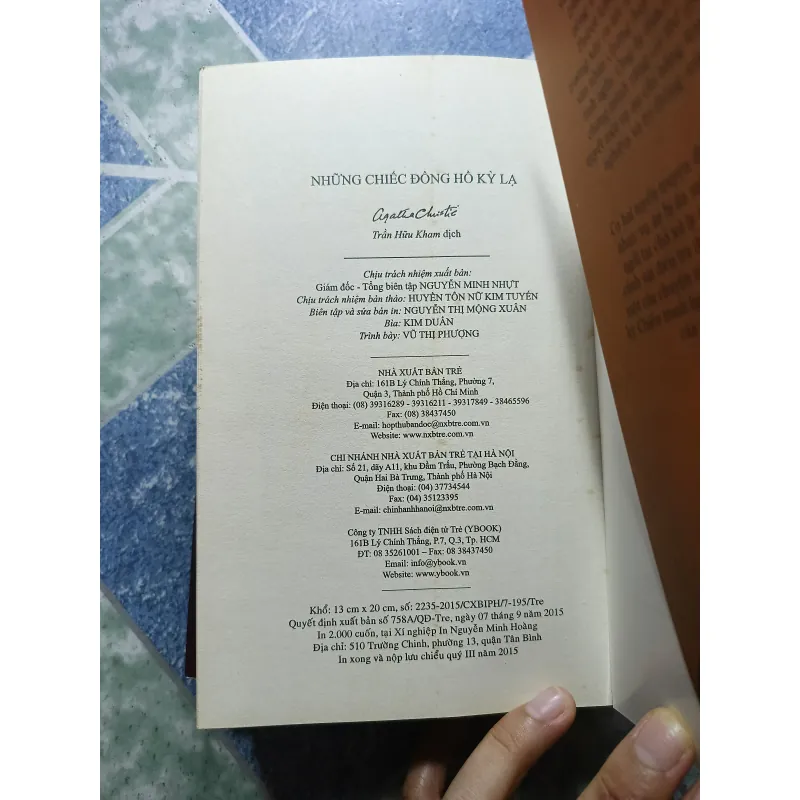 NHỮNG CHIẾC ĐỒNG HỒ KỲ LẠ
Agatha Christie
Trần Hữu Kham dịch
Chịu trách nhiệm xuất bản:
Giám đốc - Tổng biên tập NGUYỄN MINH NHỰT
Chịu trách nhiệm bản thảo: HUYỀN TÔN NỮ KIM TUYẾN
Biên tập và sửa bản in: NGUYỄN THỊ MỘNG XUÂN
Bìa: KIM DUẨN
Trình bày: VŨ THỊ PHƯỢNG
NHÀ XUẤT BẢN TRẺ
Địa chỉ: 161B Lý Chính Thắng, Phường 7,
Quận 3, Thành phố Hồ Chí Minh
Điện thoại: (08) 39316289 - 39316211 - 39317849 - 38465596
Fax: (08) 38437450
E-mail: hopthubandoc@nxbtre.com.vn
Website: www.nxbtre.com.vn
CHI NHÁNH NHÀ XUẤT BẢN TRẺ TẠI HÀ NỘI
Địa chỉ: Số 21, dãy A11, khu Đầm Trấu, Phường Bạch Đằng,
Quận Hai Bà Trưng, Thành phố Hà Nội
Điện thoại: (04) 37734544
Fax: (04) 35123395
E-mail: chinhanhhanoi@nxbtre.com.vn
Công ty TNHH Sách điện tử Trẻ (YBOOK)
161B Lý Chính Thắng, P.7, Q.3, Tp. HCM
ĐT: 08 35261001 – Fax: 08 38437450
Email: info@ybook.vn
Website: www.ybook.vn
Khổ: 13 cm x 20 cm, số: 2235-2015/CXBIPH/7-195/Tre
Quyết định xuất bản số 758A/QĐ-Tre, ngày 07 tháng 9 năm 2015
In 2.000 cuốn, tại Xí nghiệp In Nguyễn Minh Hoàng
Địa chỉ: 510 Trường Chinh, phường 13, quận Tân Bình
In xong và nộp lưu chiểu quý III năm 2015